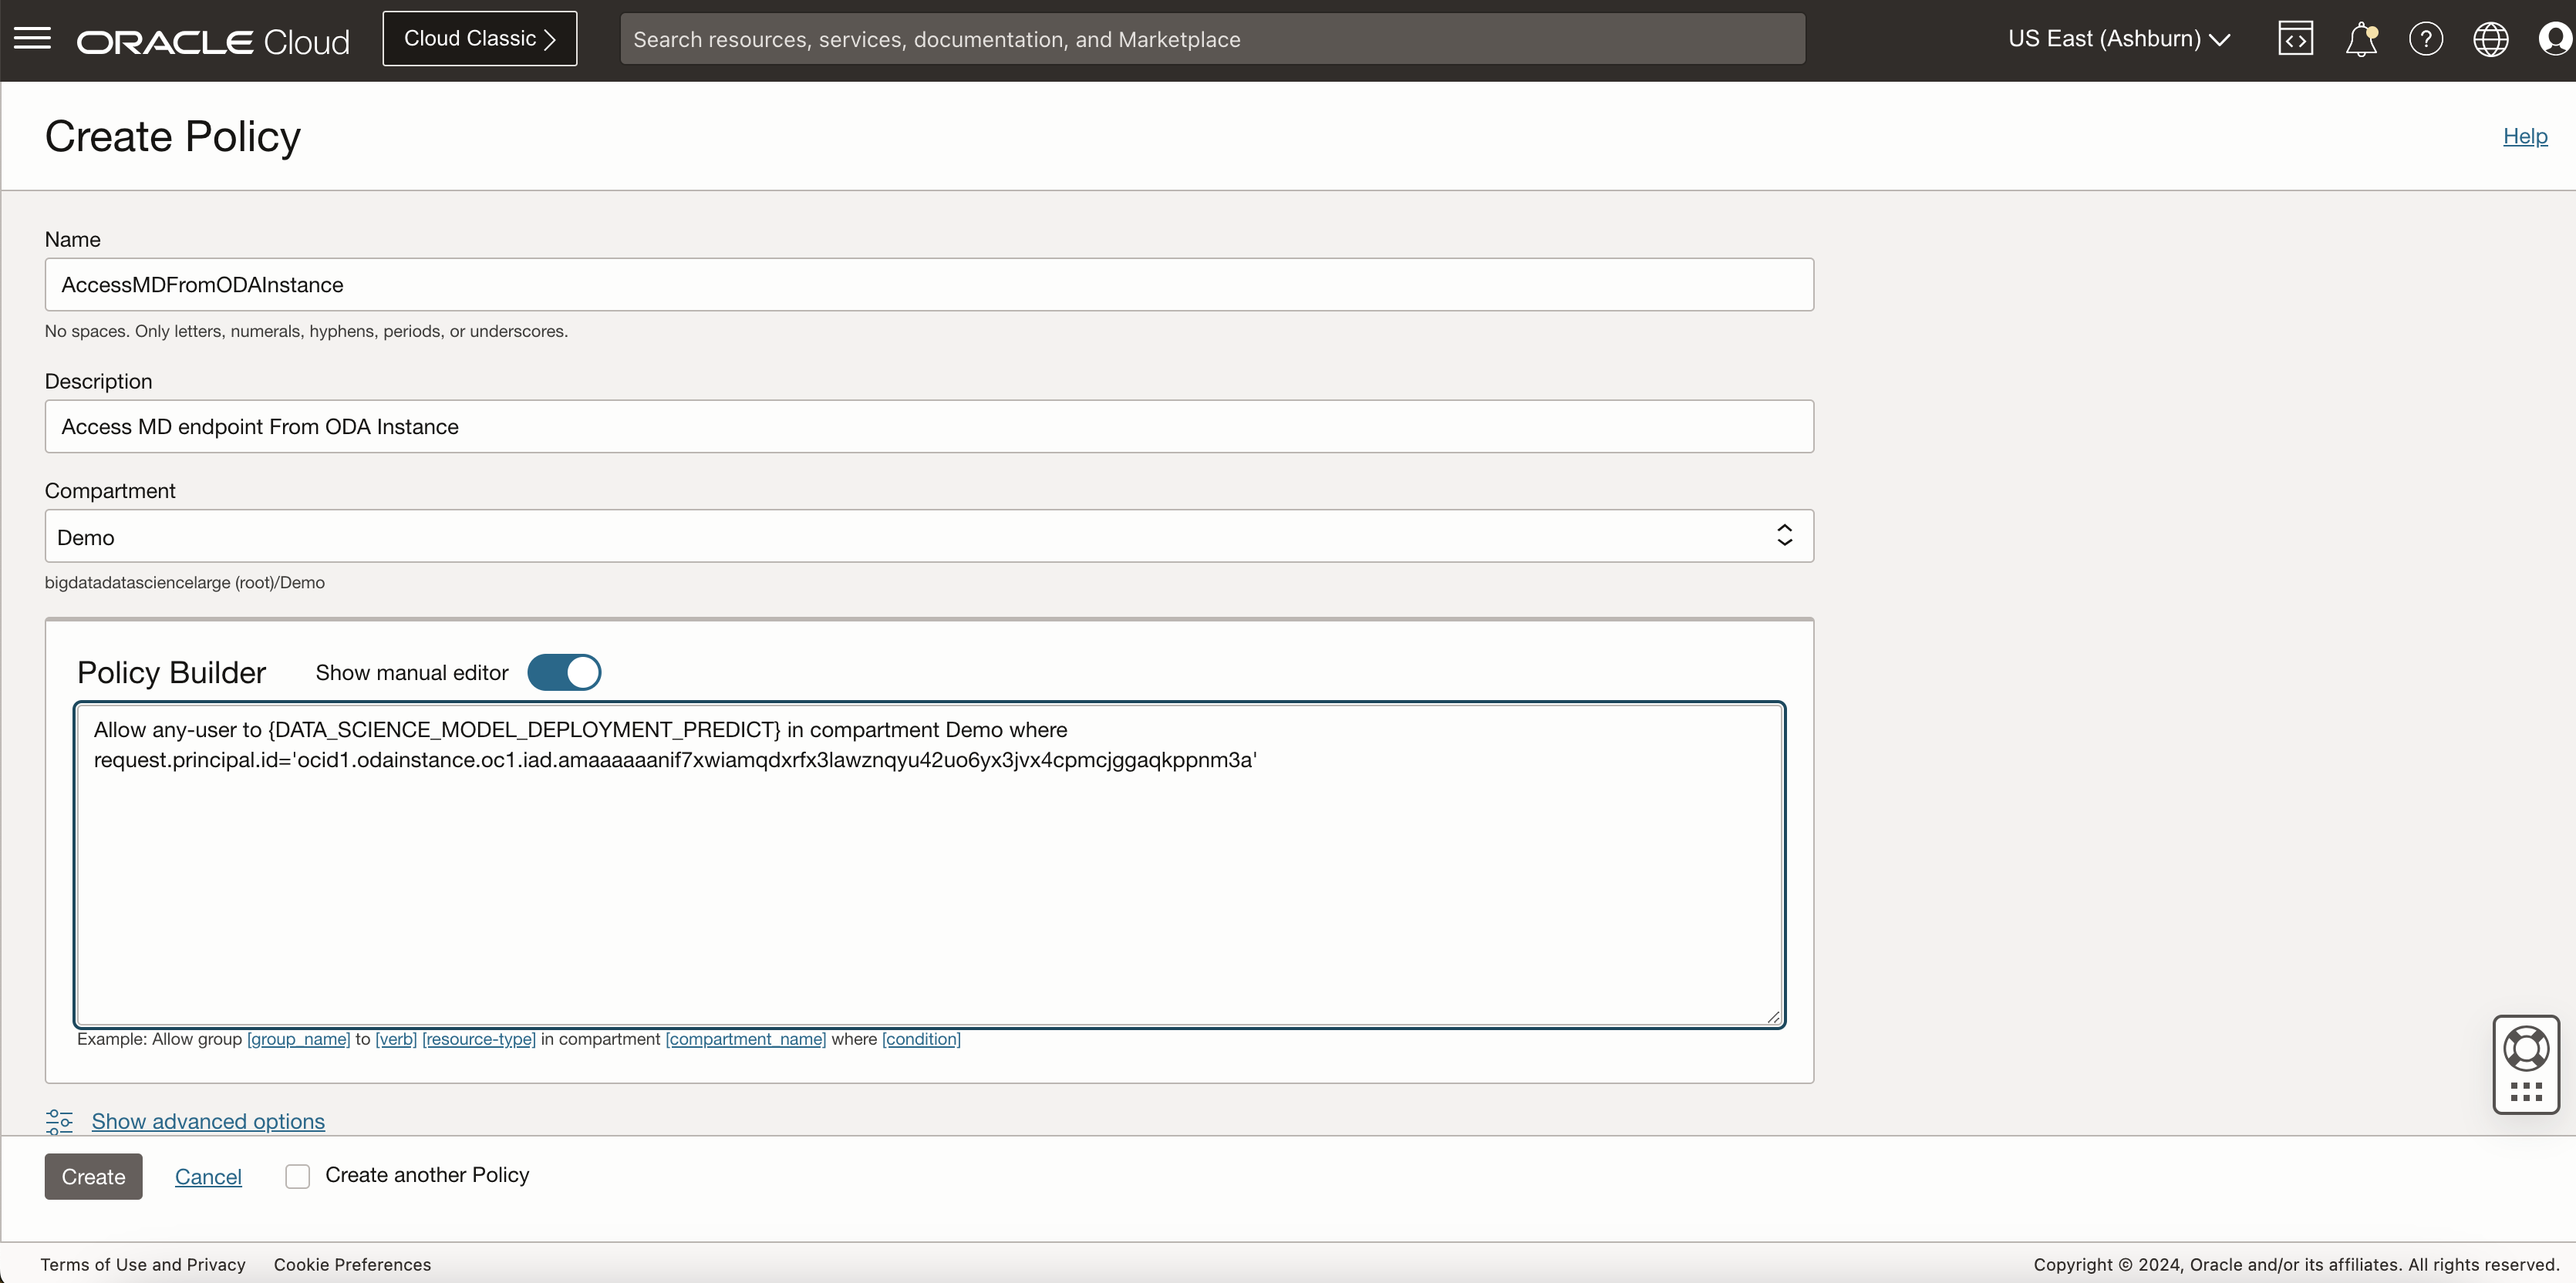 ORACLE Cloud
Cloud Classic
Search resources, services, documentation, and Marketplace
US East (Ashburn)
Create Policy
Help
Name
AccessMDFromODAInstance
No spaces. Only letters, numerals, hyphens, periods, or underscores.
Description
Access MD endpoint From ODA Instance
Compartment
Demo
bigdatadatasciencelarge (root)/Demo
Policy Builder
Show manual editor
Allow any-user to {DATA_SCIENCE_MODEL_DEPLOYMENT_PREDICT} in compartment Demo where
request.principal.id='ocid1.odainstance.oc1.iad.amaaaaaanif7xwiamqdxrfx3lawznqyu42uo6yx3jvx4cpmcjggaqkppnm3a'
Example: Allow group [group_name] to [verb] [resource-type] in compartment [compartment_name] where [condition]
Show advanced options
Create
Cancel
Create another Policy
Terms of Use and Privacy
Cookie Preferences
Copyright © 2024, Oracle and/or its affiliates. All rights reserved.